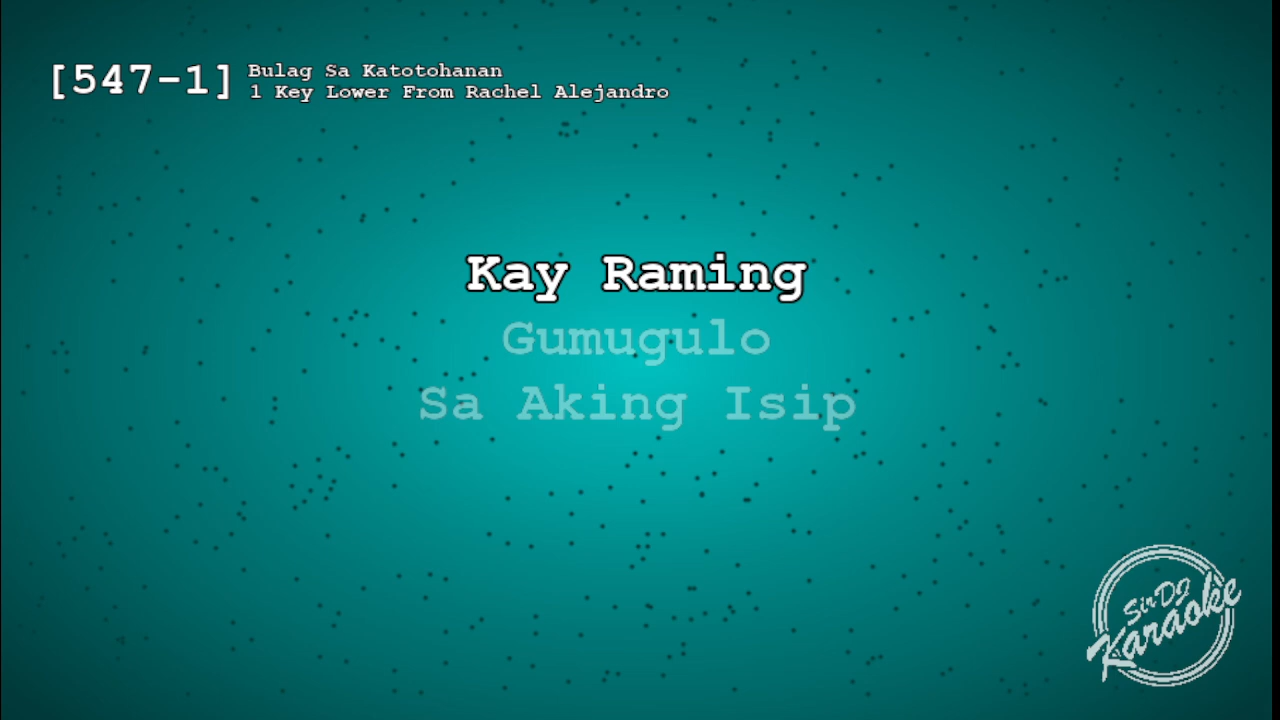 [547-1]
Bulag Sa Katotohanan
1 Key Lower From Rachel Alejandro
Kay Raming
Gumugulo
Sa Aking Isip
Sir DJ
Karaoke